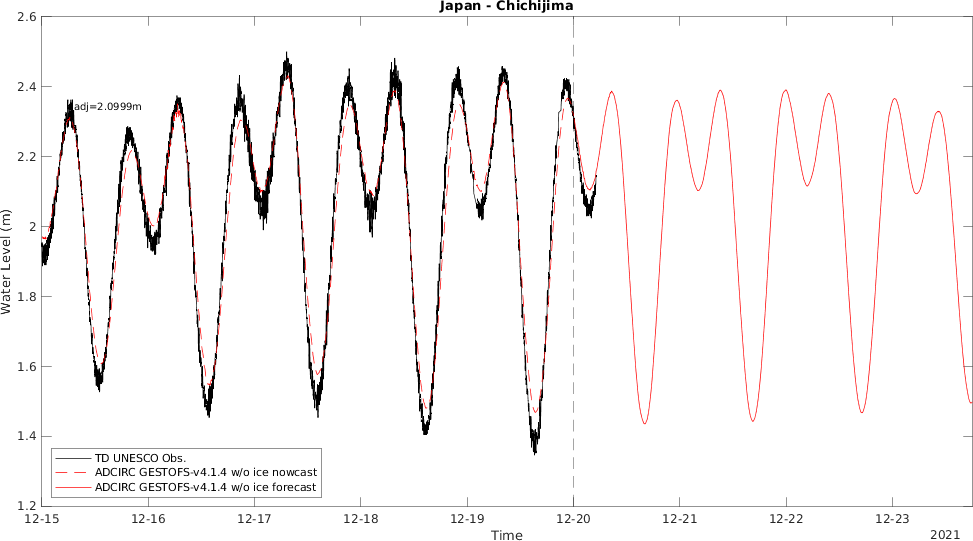 Japan - Chichijima
Water Level (m)
2.6
2.4
2.2
2
1.8
1.6
1.4
1.2
adj=2.0999m
TD UNESCO Obs.
ADCIRC GESTOFS-v4.1.4 w/o ice nowcast
ADCIRC GESTOFS-v4.1.4 w/o ice forecast
12-15 12-16 12-17 12-18 12-19 12-20 12-21 12-22 12-23
Time
2021